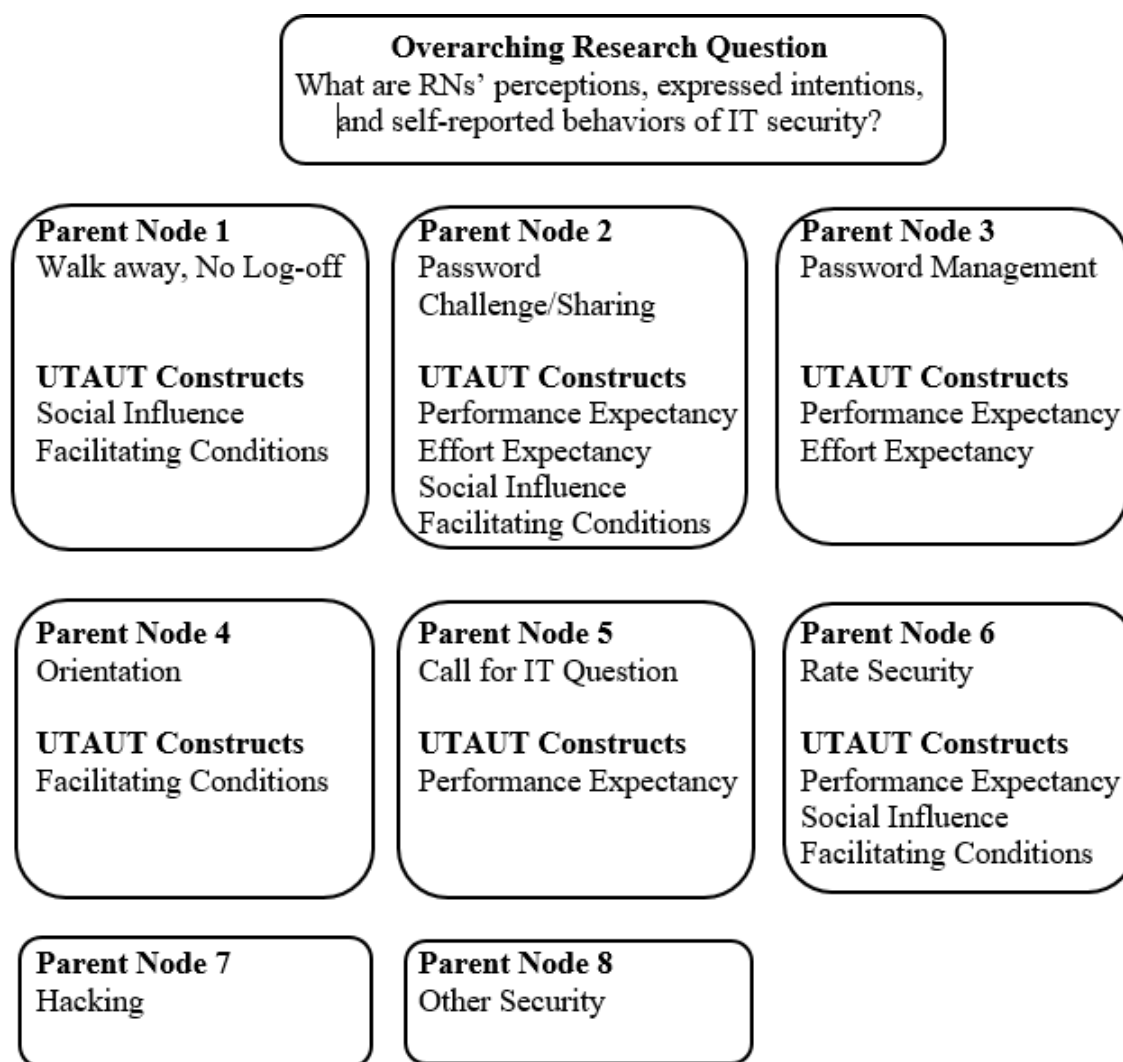 Overarching Research Question
What are RNs' perceptions, expressed intentions,
and self-reported behaviors of IT security?
Parent Node 1
Walk away, No Log-off
UTAUT Constructs
Social Influence
Facilitating Conditions
Parent Node 2
Password
Challenge/Sharing
UTAUT Constructs
Performance Expectancy
Effort Expectancy
Social Influence
Facilitating Conditions
Parent Node 3
Password Management
UTAUT Constructs
Performance Expectancy
Effort Expectancy
Parent Node 4
Orientation
UTAUT Constructs
Facilitating Conditions
Parent Node 5
Call for IT Question
UTAUT Constructs
Performance Expectancy
Parent Node 6
Rate Security
UTAUT Constructs
Performance Expectancy
Social Influence
Facilitating Conditions
Parent Node 7
Hacking
Parent Node 8
Other Security